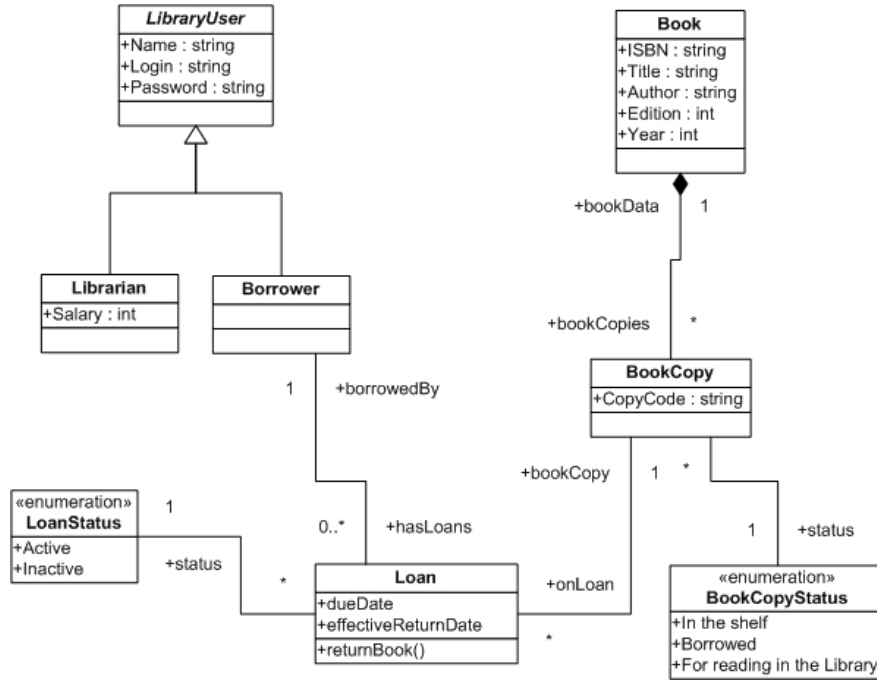 LibraryUser
+Name : string
+Login : string
+Password : string
Book
+ISBN : string
+Title : string
+Author : string
+Edition : int
+Year : int
+bookData 1
Librarian
+Salary : int
Borrower
+bookCopies *
BookCopy
+CopyCode : string
1 +borrowedBy
+bookCopy 1 *
«enumeration»
LoanStatus
+Active
+Inactive
1
+status *
0..* +hasLoans
1 +status
Loan
+dueDate
+effectiveReturnDate
+returnBook()
+onLoan
*
«enumeration»
BookCopyStatus
+In the shelf
+Borrowed
+For reading in the Library